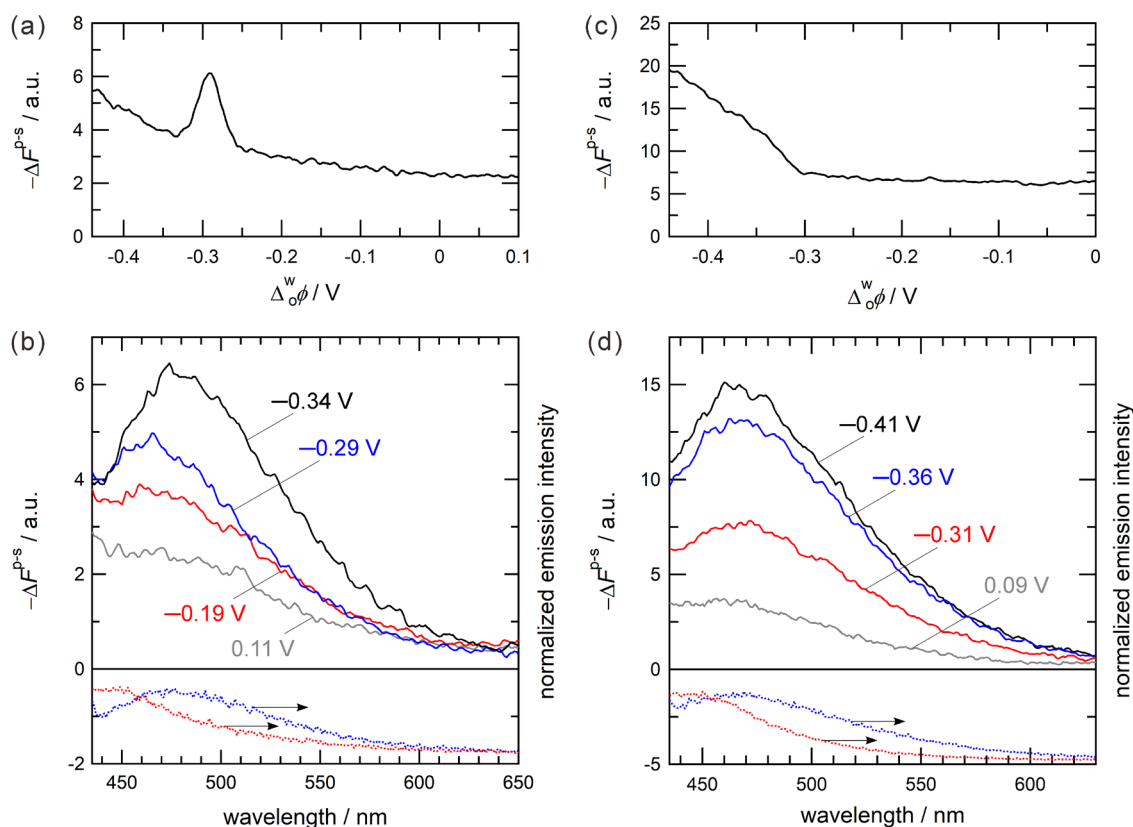 (a)
8
6
4
2
0
−ΔF^p-s / a.u.
-0.4 -0.3 -0.2 -0.1 0 0.1
Δ^w_o ϕ / V
(c)
25
20
15
10
5
0
−ΔF^p-s / a.u.
-0.4 -0.3 -0.2 -0.1 0
Δ^w_o ϕ / V
(b)
6
4
2
0
-2
−ΔF^p-s / a.u.
−0.34 V
−0.29 V
−0.19 V
0.11 V
normalized emission intensity
450 500 550 600 650
wavelength / nm
(d)
15
10
5
0
-5
−ΔF^p-s / a.u.
−0.41 V
−0.36 V
−0.31 V
0.09 V
normalized emission intensity
450 500 550 600
wavelength / nm